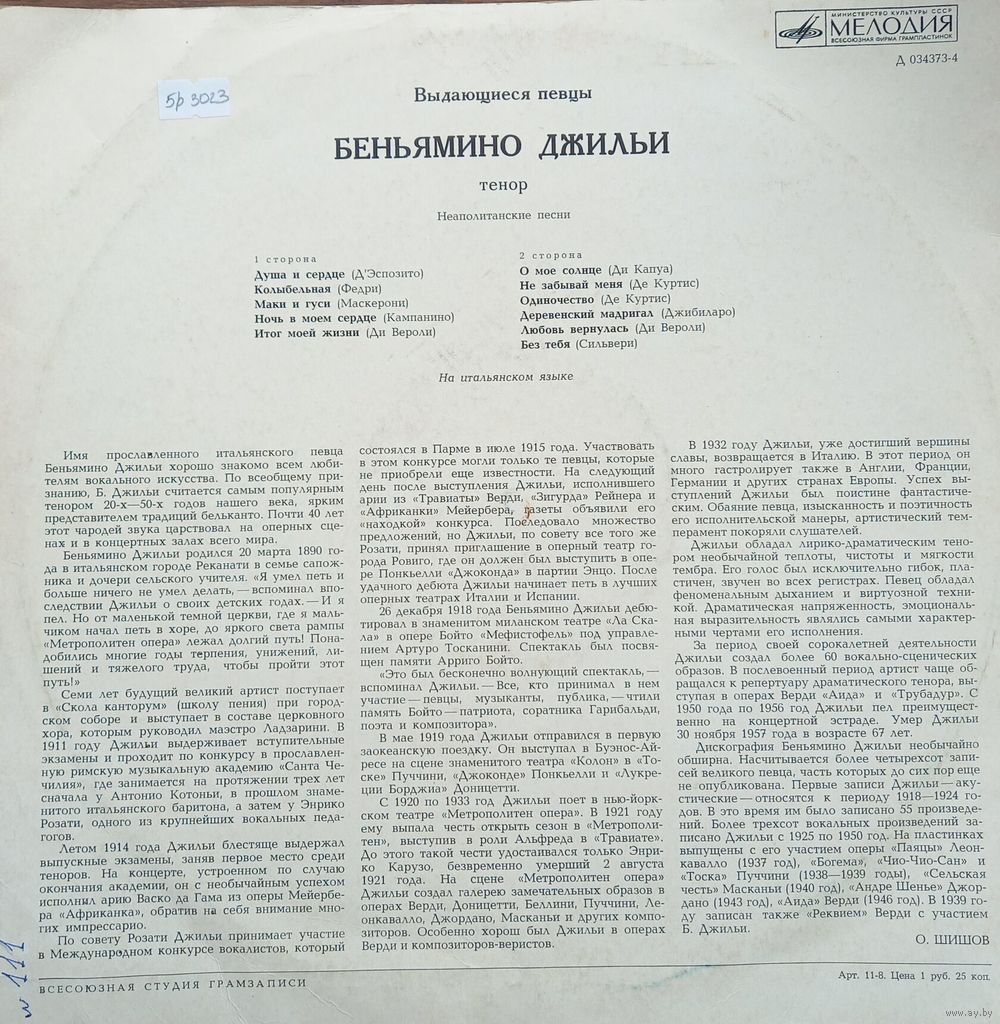 МИНИСТЕРСТВО КУЛЬТУРЫ СССР
МЕЛОДИЯ
ВСЕСОЮЗНАЯ ФИРМА ГРАМПЛАСТИНОК
Д 034373-4
5р 3023
Выдающиеся певцы
БЕНЬЯМИНО ДЖИЛЬИ
тенор
Неаполитанские песни
1 сторона
Душа и сердце (Д'Эспозито)
Колыбельная (Федри)
Маки и гуси (Маскерони)
Ночь в моем сердце (Кампанино)
Итог моей жизни (Ди Вероли)
2 сторона
О мое солнце (Ди Капуа)
Не забывай меня (Де Куртис)
Одиночество (Де Куртис)
Деревенский мадригал (Джибиларо)
Любовь вернулась (Ди Вероли)
Без тебя (Сильвери)
На итальянском языке
Имя прославленного итальянского певца
Беньямино Джильи хорошо знакомо всем люби-
телям вокального искусства. По всеобщему при-
знанию, Б. Джильи считается самым популярным
тенором 20-х—50-х годов нашего века, ярким
представителем традиций бельканто. Почти 40 лет
этот чародей звука царствовал на оперных сце-
нах и в концертных залах всего мира.
Беньямино Джильи родился 20 марта 1890 го-
да в итальянском городе Реканати в семье сапож-
ника и дочери сельского учителя. «Я умел петь и
больше ничего не умел делать, — вспоминал впо-
следствии Джильи о своих детских годах. — И я
пел. Но от маленькой темной церкви, где я маль-
чиком начал петь в хоре, до яркого света рампы
«Метрополитен опера» лежал долгий путь! Пона-
добились многие годы терпения, унижений, ли-
шений и тяжелого труда, чтобы пройти этот
путь!»
Семи лет будущий великий артист поступает
в «Скола канторум» (школу пения) при город-
ском соборе и выступает в составе церковного
хора, которым руководил маэстро Ладзарини. В
1911 году Джильи выдерживает вступительные
экзамены и проходит по конкурсу в прославлен-
ную римскую музыкальную академию «Санта Че-
чилия», где занимается на протяжении трех лет
сначала у Антонио Котоньи, в прошлом знаме-
нитого итальянского баритона, а затем у Энрико
Розати, одного из крупнейших вокальных педа-
гогов.
Летом 1914 года Джильи блестяще выдержал
выпускные экзамены, заняв первое место среди
теноров. На концерте, устроенном по случаю
окончания академии, он с необычайным успехом
исполнил арию Васко да Гама из оперы Мейербе-
ра «Африканка», обратив на себя внимание мно-
гих импрессарио.
По совету Розати Джильи принимает участие
в Международном конкурсе вокалистов, который
состоялся в Парме в июле 1915 года. Участвовать
в этом конкурсе могли только те певцы, которые
не приобрели еще известности. На следующий
день после выступления Джильи, исполнившего
арии из «Травиаты» Верди, «Зигурда» Рейнера и
«Африканки» Мейербера, газеты объявили его
«находкой» конкурса. Последовало множество
предложений, но Джильи, по совету все того же
Розати, принял приглашение в оперный театр го-
рода Ровиго, где он должен был выступить в опе-
ре Понкьелли «Джоконда» в партии Энцо. После
удачного дебюта Джильи начинает петь в лучших
оперных театрах Италии и Испании.
26 декабря 1918 года Беньямино Джильи дебю-
тировал в знаменитом миланском театре «Ла Ска-
ла» в опере Бойто «Мефистофель» под управле-
нием Артуро Тосканини. Спектакль был посвя-
щен памяти Арриго Бойто.
«Это был бесконечно волнующий спектакль, —
вспоминал Джильи. — Все, кто принимал в нем
участие — певцы, музыканты, публика, — чтили
память Бойто — патриота, соратника Гарибальди,
поэта и композитора».
В мае 1919 года Джильи отправился в первую
заокеанскую поездку. Он выступал в Буэнос-Ай-
ресе на сцене знаменитого театра «Колон» в «То-
ске» Пуччини, «Джоконде» Понкьелли и «Лукре-
ции Борджиа» Доницетти.
С 1920 по 1933 год Джильи поет в нью-йорк-
ском театре «Метрополитен опера». В 1921 году
ему выпала честь открыть сезон в «Метрополи-
тен», выступив в роли Альфреда в «Травиате».
До этого такой чести удостаивался только Энри-
ко Карузо, безвременно умерший 2 августа
1921 года. На сцене «Метрополитен опера»
Джильи создал галерею замечательных образов в
операх Верди, Доницетти, Беллини, Пуччини, Ле-
онкавалло, Джордано, Масканьи и других компо-
зиторов. Особенно хорош был Джильи в операх
Верди и композиторов-веристов.
В 1932 году Джильи, уже достигший вершины
славы, возвращается в Италию. В этот период он
много гастролирует также в Англии, Франции,
Германии и других странах Европы. Успех вы-
ступлений Джильи был поистине фантастиче-
ским. Обаяние певца, изысканность и поэтичность
его исполнительской манеры, артистический тем-
перамент покоряли слушателей.
Джильи обладал лирико-драматическим тено-
ром необычайной теплоты, чистоты и мягкости
тембра. Его голос был исключительно гибок, пла-
стичен, звучен во всех регистрах. Певец обладал
феноменальным дыханием и виртуозной техни-
кой. Драматическая напряженность, эмоциональ-
ная выразительность являлись самыми характер-
ными чертами его исполнения.
За период своей сорокалетней деятельности
Джильи создал более 60 вокально-сценических
образов. В послевоенный период артист чаще об-
ращался к репертуару драматического тенора, вы-
ступая в операх Верди «Аида» и «Трубадур». С
1950 года по 1956 год Джильи пел преимущест-
венно на концертной эстраде. Умер Джильи
30 ноября 1957 года в возрасте 67 лет.
Дискография Беньямино Джильи необычайно
обширна. Насчитывается более четырехсот запи-
сей великого певца, часть которых до сих пор еще
не опубликована. Первые записи Джильи — аку-
стические — относятся к периоду 1918—1924 го-
дов. В это время им было записано 55 произведе-
ний. Более трехсот вокальных произведений за-
писано Джильи с 1925 по 1950 год. На пластинках
выпущены с его участием оперы «Паяцы» Леон-
кавалло (1937 год), «Богема», «Чио-Чио-Сан» и
«Тоска» Пуччини (1938—1939 годы), «Сельская
честь» Масканьи (1940 год), «Андре Шенье» Джор-
дано (1943 год), «Аида» Верди (1946 год). В 1939 го-
ду записан также «Реквием» Верди с участием
Б. Джильи.
О. ШИШОВ
ВСЕСОЮЗНАЯ СТУДИЯ ГРАМЗАПИСИ
Арт. 11-8. Цена 1 руб. 25 коп.
www.ay.by